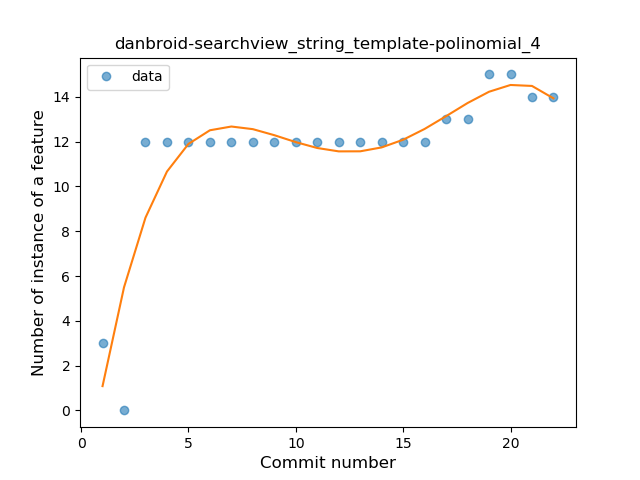 danbroid-searchview_string_template-polinomial_4
data
Number of instance of a feature
14
12
10
8
6
4
2
0
0 5 10 15 20
Commit number